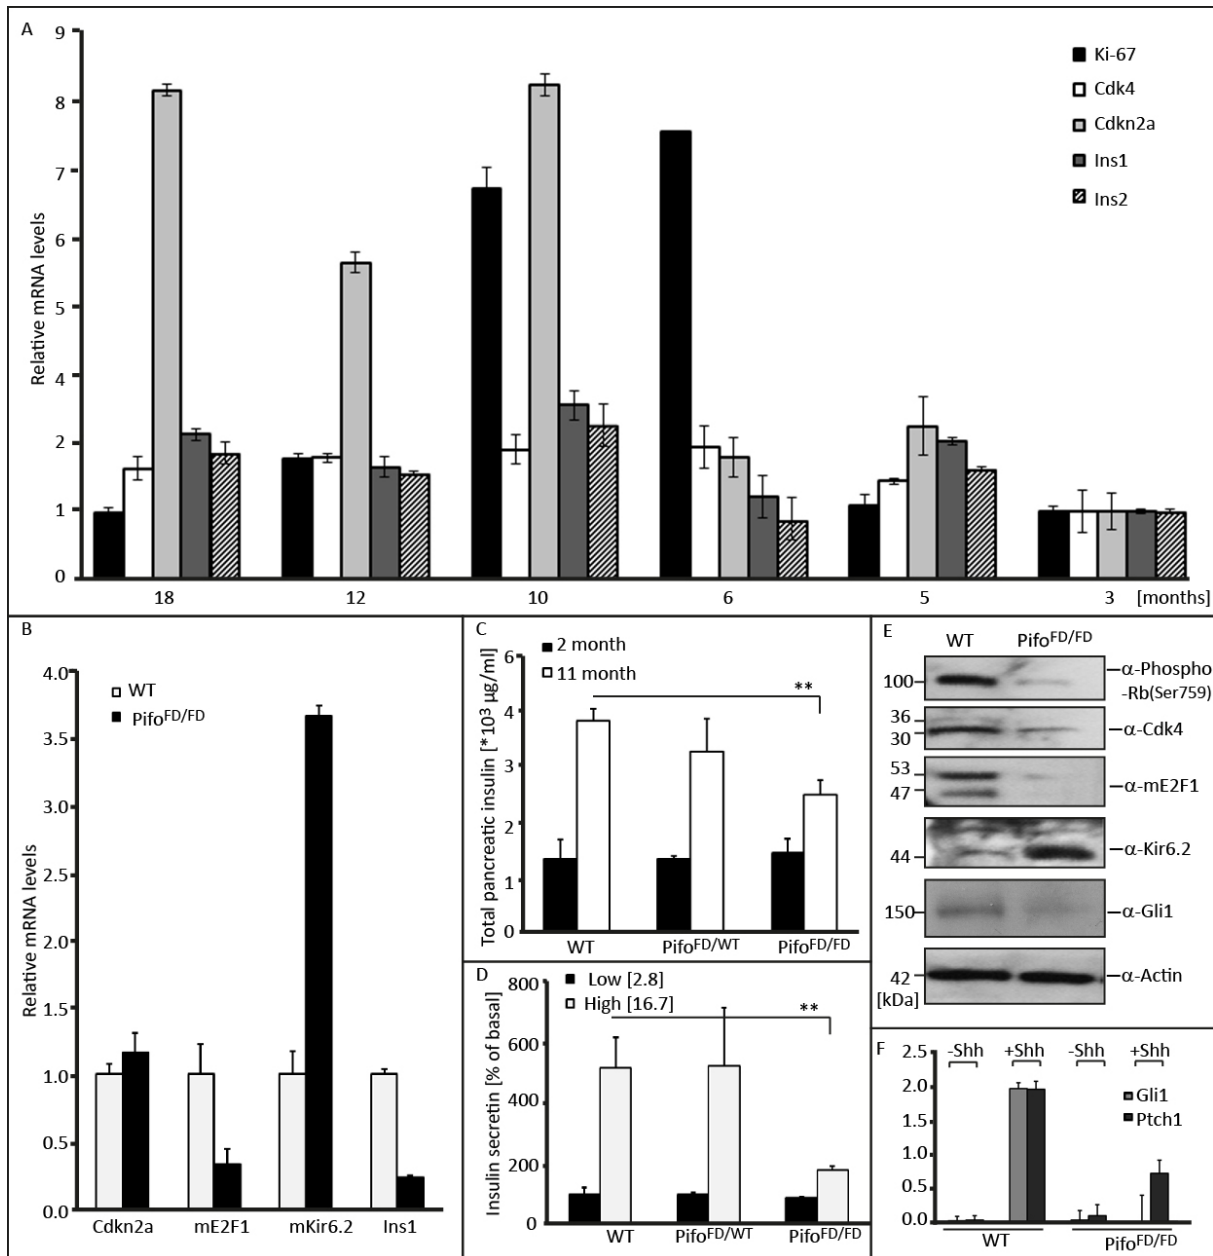 A
9
8
7
6
5
4
2
1
0
Relative mRNA levels
Ki-67
Cdk4
Cdkn2a
Ins1
Ins2
18 12 10 6 5 3 [months]
B
4.0
3.5
3.0
2.5
2.0
1.5
1.0
0.5
0.0
Relative mRNA levels
WT
Pifo^FD/FD
Cdkn2a mE2F1 mKir6.2 Ins1
C
2 month
11 month
6
4
3
2
1
0
Total pancreatic insulin [*10³ µg/ml]
**
WT Pifo^FD/WT Pifo^FD/FD
D
Low [2.8]
High [16.7]
800
600
400
200
0
Insulin secretin [% of basal]
**
WT Pifo^FD/WT Pifo^FD/FD
E
WT Pifo^FD/FD
100 α-Phospho
-Rb(Ser759)
36
30 α-Cdk4
53
47 α-mE2F1
44 α-Kir6.2
150 α-Gli1
42 α-Actin
[kDa]
F
2.5
2.0
1.5
1.0
0.5
0.0
-Shh +Shh -Shh +Shh
Gli1
Ptch1
WT Pifo^FD/FD